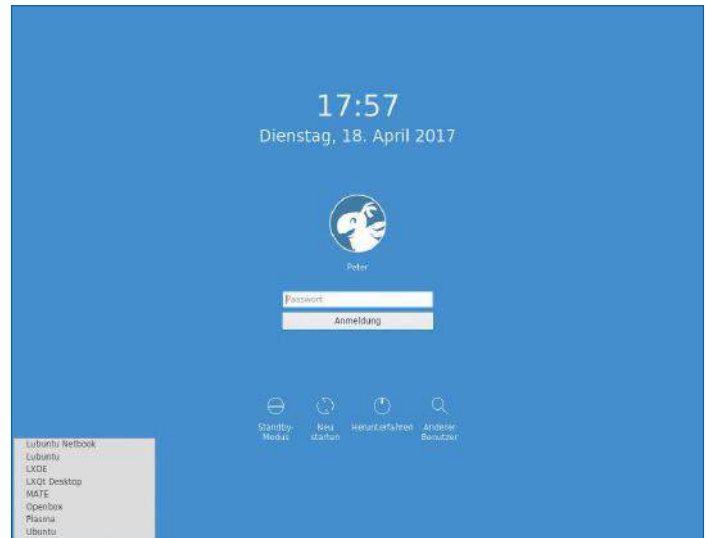 17:57
Dienstag, 18. April 2017
Peter
Passwort
Anmeldung
Standby-
Modus
Neu
starten
Herunterfahren
Anderer
Benutzer
Lubuntu Netbook
Lubuntu
LXDE
LXQt Desktop
MATE
Openbox
Plasma
Ubuntu